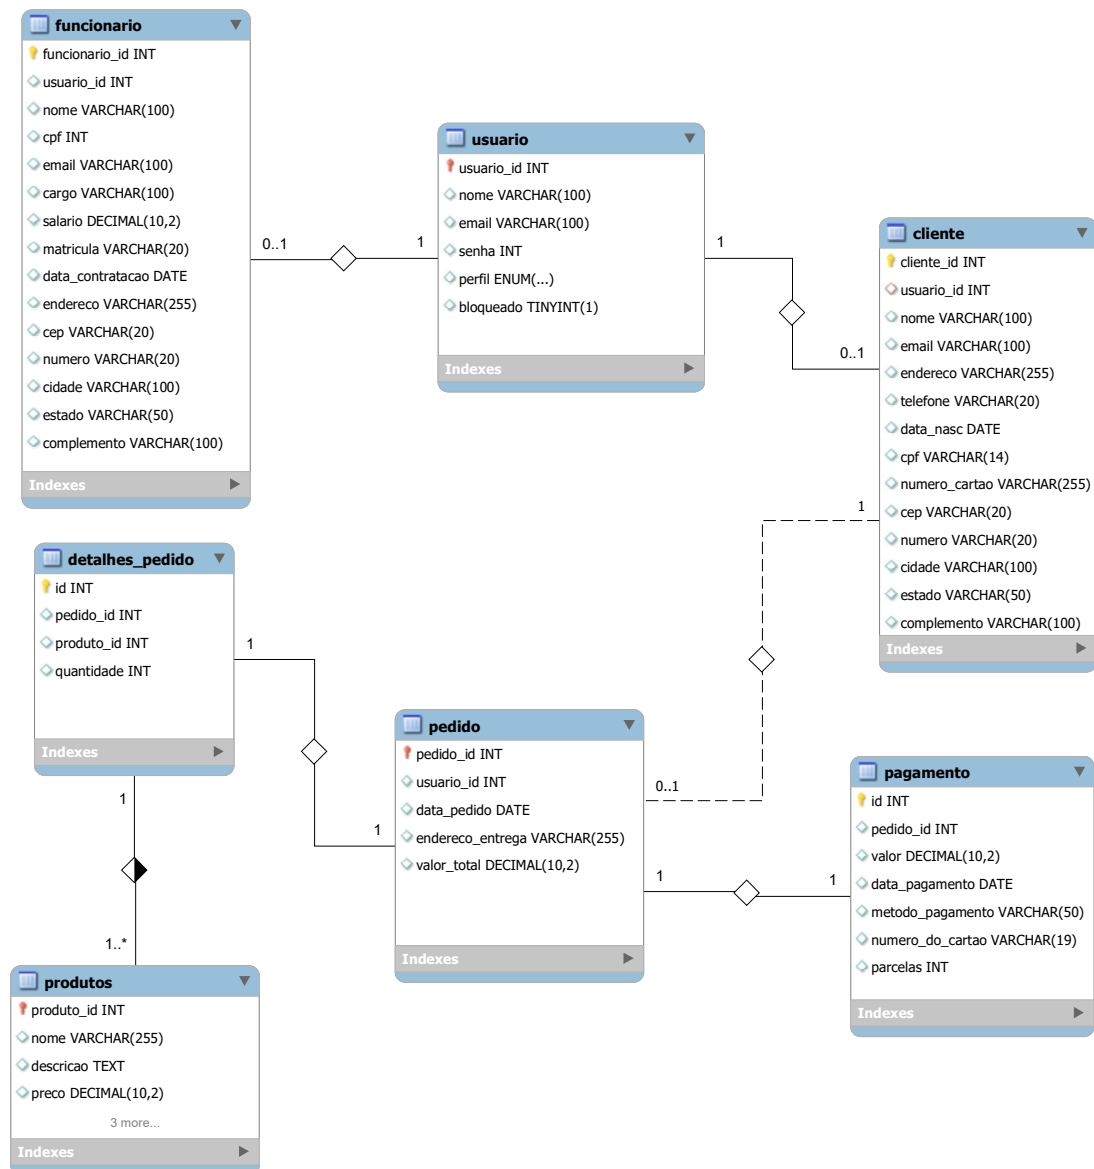 funcionario
funcionario_id INT
usuario_id INT
nome VARCHAR(100)
cpf INT
email VARCHAR(100)
cargo VARCHAR(100)
salario DECIMAL(10,2)
matricula VARCHAR(20)
data_contratacao DATE
endereco VARCHAR(255)
cep VARCHAR(20)
numero VARCHAR(20)
cidade VARCHAR(100)
estado VARCHAR(50)
complemento VARCHAR(100)
Indexes
0..1
1
usuario
usuario_id INT
nome VARCHAR(100)
email VARCHAR(100)
senha INT
perfil ENUM(...)
bloqueado TINYINT(1)
Indexes
1
0..1
cliente
cliente_id INT
usuario_id INT
nome VARCHAR(100)
email VARCHAR(100)
endereco VARCHAR(255)
telefone VARCHAR(20)
data_nasc DATE
cpf VARCHAR(14)
numero_cartao VARCHAR(255)
cep VARCHAR(20)
numero VARCHAR(20)
cidade VARCHAR(100)
estado VARCHAR(50)
complemento VARCHAR(100)
Indexes
1
0..1
detalhes_pedido
id INT
pedido_id INT
produto_id INT
quantidade INT
Indexes
1
1
pedido
pedido_id INT
usuario_id INT
data_pedido DATE
endereco_entrega VARCHAR(255)
valor_total DECIMAL(10,2)
Indexes
1
1
pagamento
id INT
pedido_id INT
valor DECIMAL(10,2)
data_pagamento DATE
metodo_pagamento VARCHAR(50)
numero_do_cartao VARCHAR(19)
parcelas INT
Indexes
1
1..*
produtos
produto_id INT
nome VARCHAR(255)
descricao TEXT
preco DECIMAL(10,2)
3 more...
Indexes